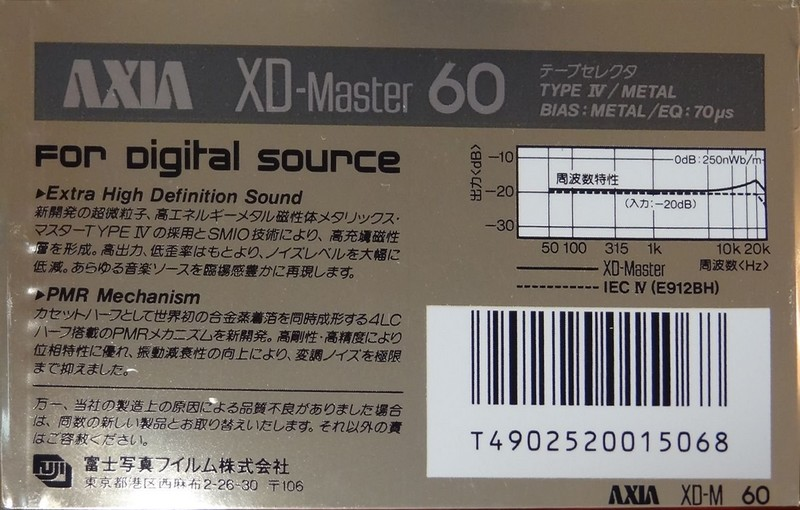 AXIA XD-Master 60
テープセレクタ
TYPE IV/METAL
BIAS:METAL/EQ:70μs
For Digital source
▶Extra High Definition Sound
新開発の超微粒子、高エネルギーメタル磁性体メタリックス・
マスターTYPE IVの採用とSMIO技術により、高充塡磁性
層を形成。高出力、低歪率はもとより、ノイズレベルを大幅に
低減。あらゆる音楽ソースを臨場感豊かに再現します。
▶PMR Mechanism
カセットハーフとして世界初の合金蒸着箔を同時成形する4LC
ハーフ搭載のPMRメカニズムを新開発。高剛性・高精度により
位相特性に優れ、振動減衰性の向上により、変調ノイズを極限
まで抑えました。
万一、当社の製造上の原因による品質不良がありました場合
は、同数の新しい製品とお取り替えいたします。それ以外の責
はご容赦ください。
FUJI 富士写真フイルム株式会社
東京都港区西麻布2-26-30 〒106
出力<dB>
-10
-20
-30
0dB:250nWb/m
周波数特性
(入力:-20dB)
50 100 315 1k 10k 20k
周波数<Hz>
XD-Master
IEC IV (E912BH)
T4902520015068
AXIA XD-M 60